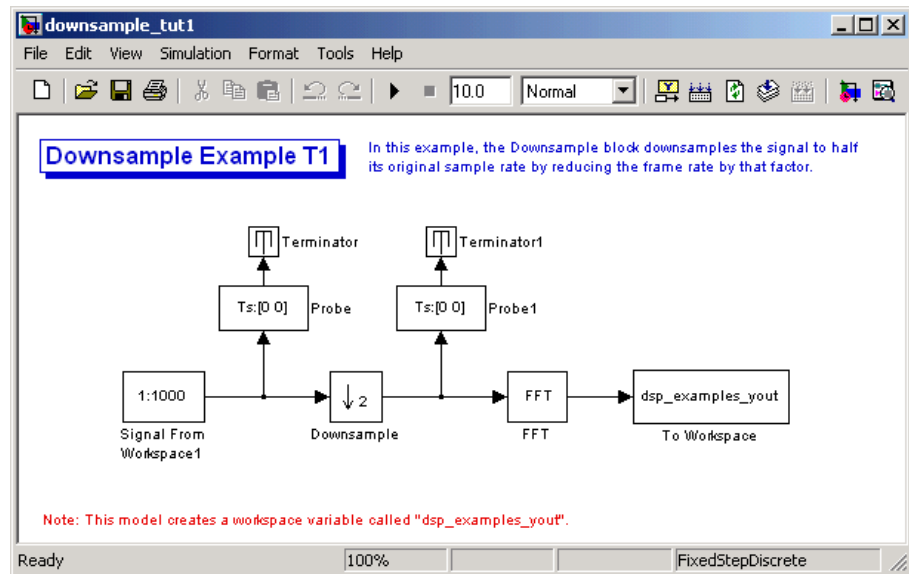 downsample_tut1
File Edit View Simulation Format Tools Help
10.0 Normal
Downsample Example T1
In this example, the Downsample block downsamples the signal to half
its original sample rate by reducing the frame rate by that factor.
Terminator
Terminator1
Ts:[0 0]
Probe
Ts:[0 0]
Probe1
1:1000
2
FFT
dsp_examples_yout
Signal From
Workspace1
Downsample
FFT
To Workspace
Note: This model creates a workspace variable called "dsp_examples_yout".
Ready 100% FixedStepDiscrete